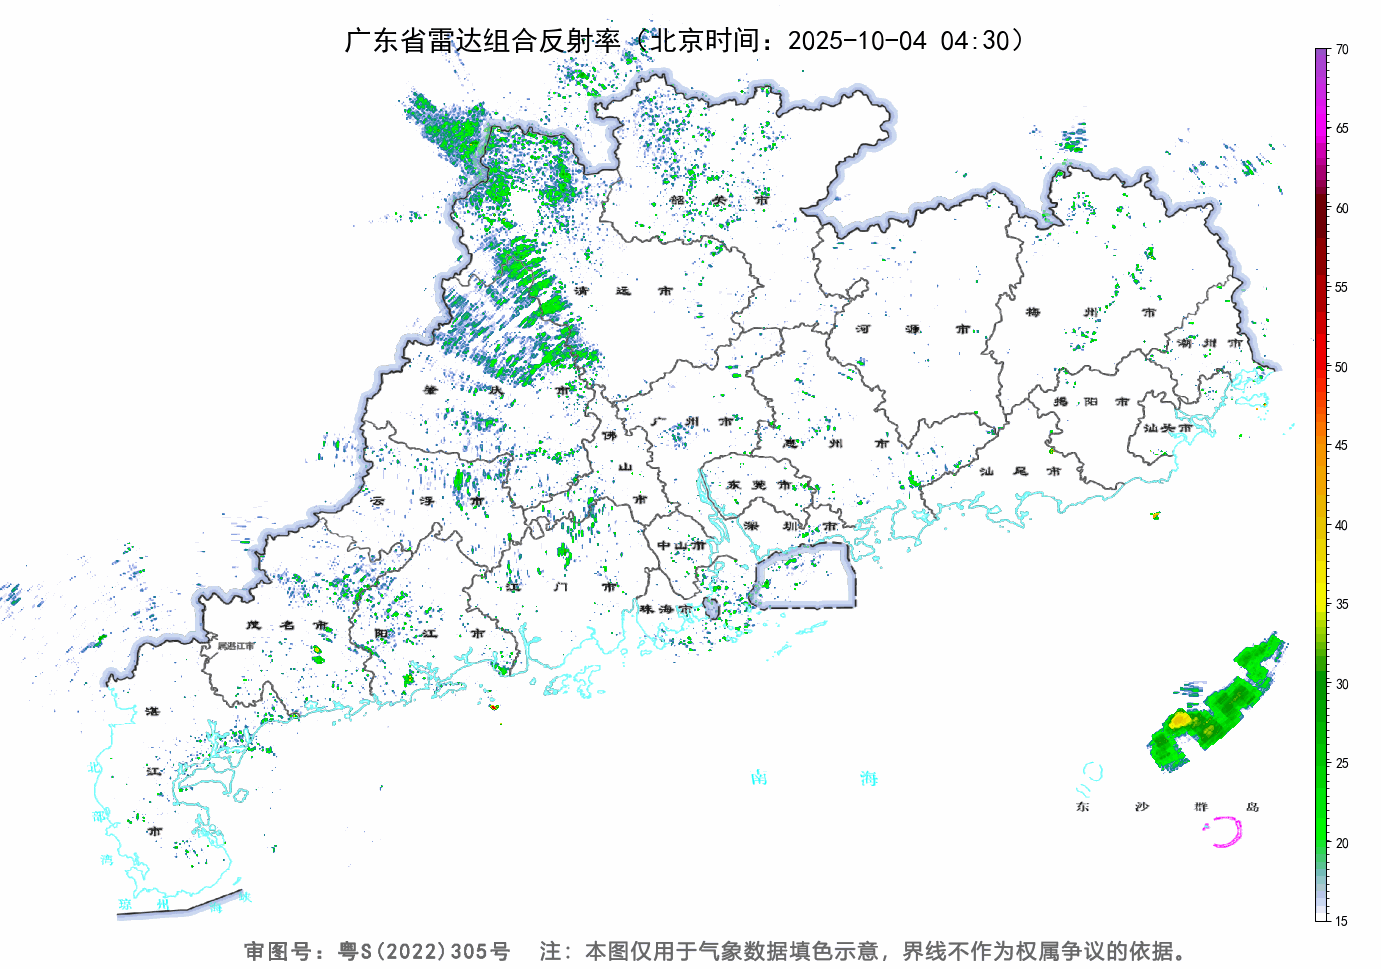 广东省雷达组合反射率（北京时间：2025-10-04 04:30）
70
65
60
55
50
45
40
35
30
25
20
15
韶 关 市
清 远 市
河 源 市
梅 州 市
潮 州 市
肇 庆 市
广 州 市
揭 阳 市
汕头市
佛 山 市
惠 州 市
汕 尾 市
东 莞 市
云 浮 市
深 圳 市
中山市
江 门 市
珠海市
茂 名 市
阳 江 市
属湛江市
湛 江 市
南 海
东 沙 群 岛
北 部 湾
琼 州 海 峡
审图号：粤S(2022)305号 注：本图仅用于气象数据填色示意，界线不作为权属争议的依据。